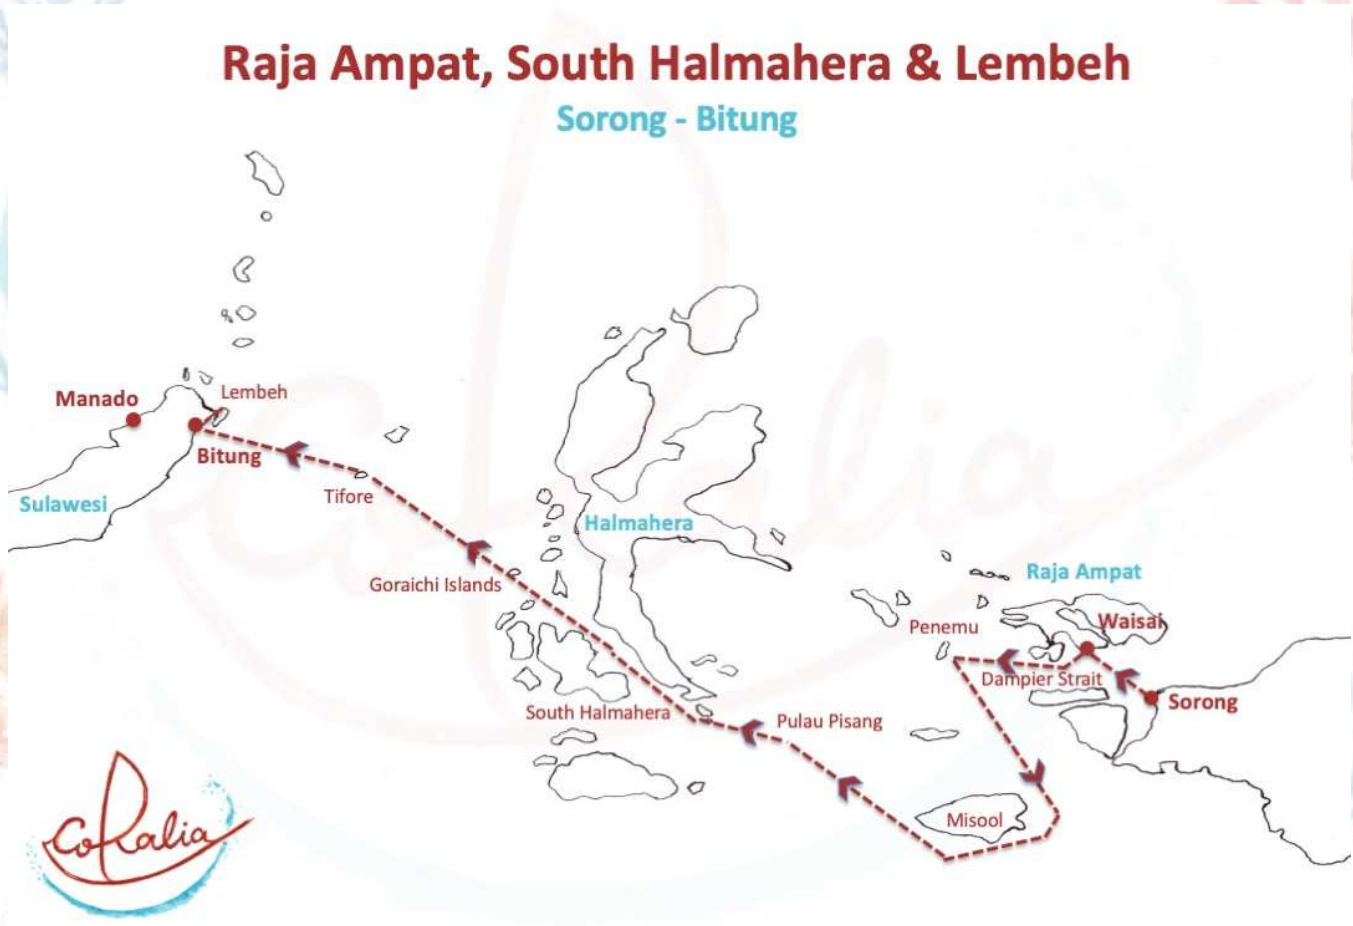 Raja Ampat, South Halmahera & Lembeh
Sorong - Bitung
Manado
Lembeh
Bitung
Sulawesi
Tifore
Halmahera
Goraichi Islands
Raja Ampat
Waisai
Penemu
Dampier Strait
Sorong
South Halmahera
Pulau Pisang
Misool
CoRalia